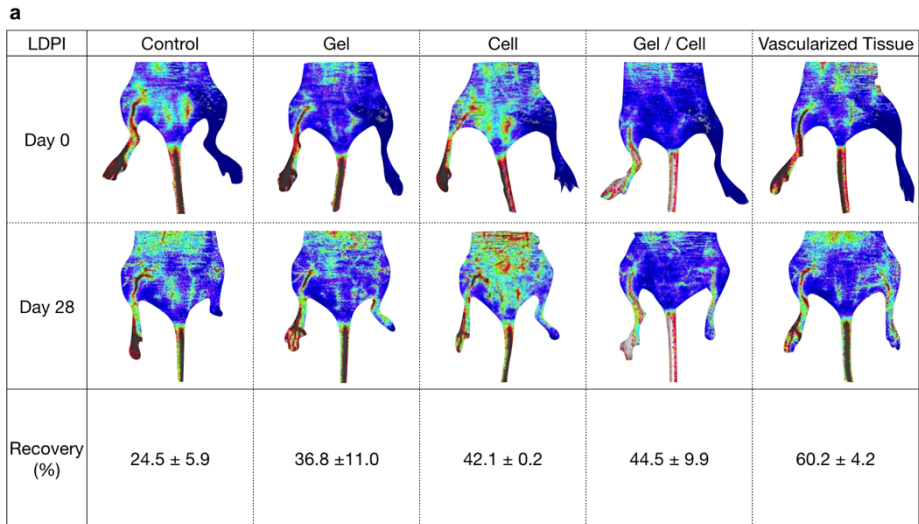 a
LDPI Control Gel Cell Gel / Cell Vascularized Tissue
Day 0
Day 28
Recovery
(%)
24.5 ± 5.9 36.8 ±11.0 42.1 ± 0.2 44.5 ± 9.9 60.2 ± 4.2